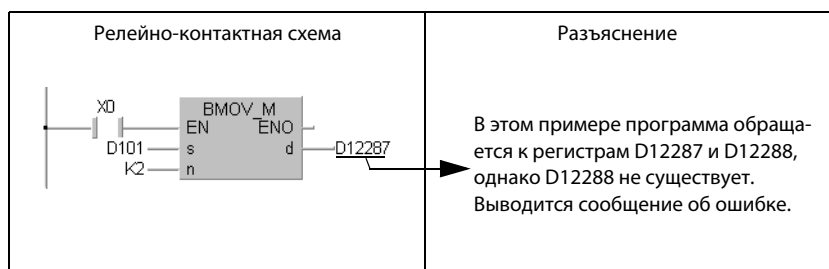 Релейно-контактная схема
Разъяснение
X0
BMOV_M
EN ENO
D101 s d D12287
K2 n
В этом примере программа обраща-
ется к регистрам D12287 и D12288,
однако D12288 не существует.
Выводится сообщение об ошибке.